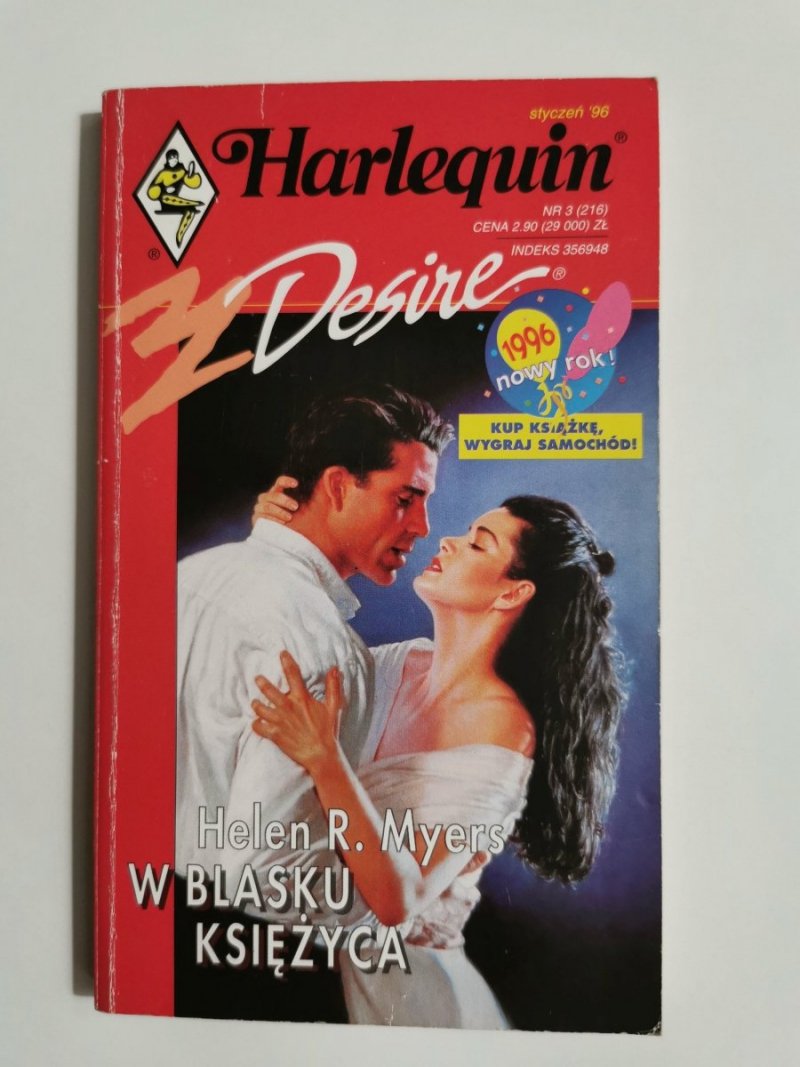 styczeń '96
Harlequin®
®
NR 3 (216)
CENA 2.90 (29 000) ZŁ
INDEKS 356948
Desire®
1996
nowy rok!
KUP KSIĄŻKĘ,
WYGRAJ SAMOCHÓD!
Helen R. Myers
W BLASKU
KSIĘŻYCA